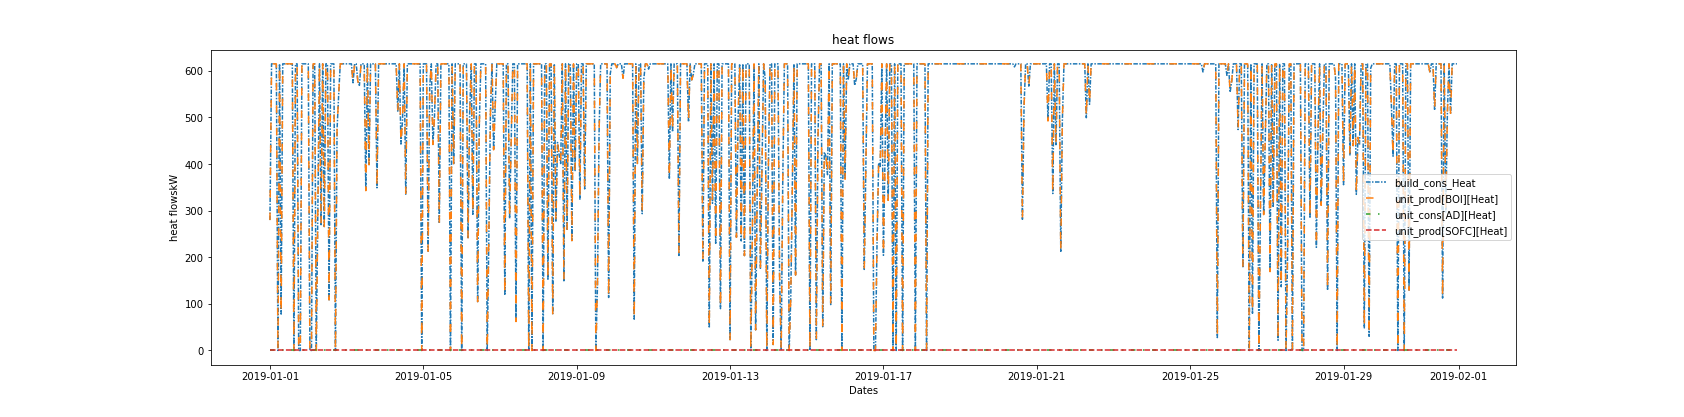 heat flows
heat flowskW
600
500
400
300
200
100
0
build_cons_Heat
unit_prod[BOI][Heat]
unit_cons[AD][Heat]
unit_prod[SOFC][Heat]
2019-01-01 2019-01-05 2019-01-09 2019-01-13 2019-01-17 2019-01-21 2019-01-25 2019-01-29 2019-02-01
Dates